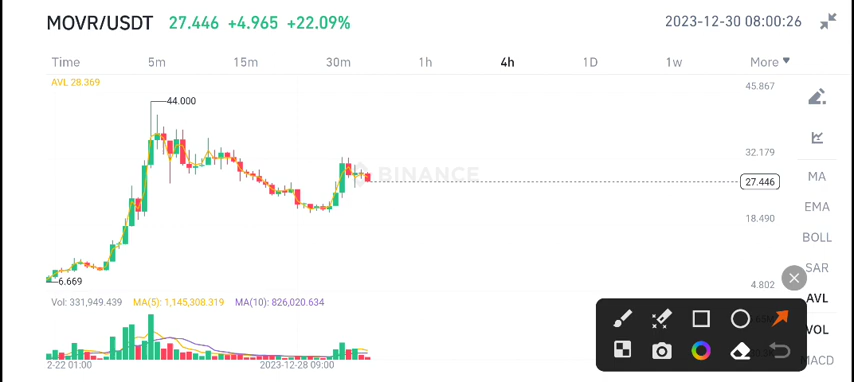 MOVR/USDT 27.446 +4.965 +22.09% 2023-12-30 08:00:26
Time 5m 15m 30m 1h 4h 1D 1w More
AVL 28.369
45.867
44.000
32.179
BINANCE
MA
27.446
EMA
18.490
BOLL
SAR
6.669
4.802
AVL
Vol: 331,949.439 MA(5): 1,145,308.319 MA(10): 826,020.634
VOL
MACD
2-22 01:00 2023-12-28 09:00